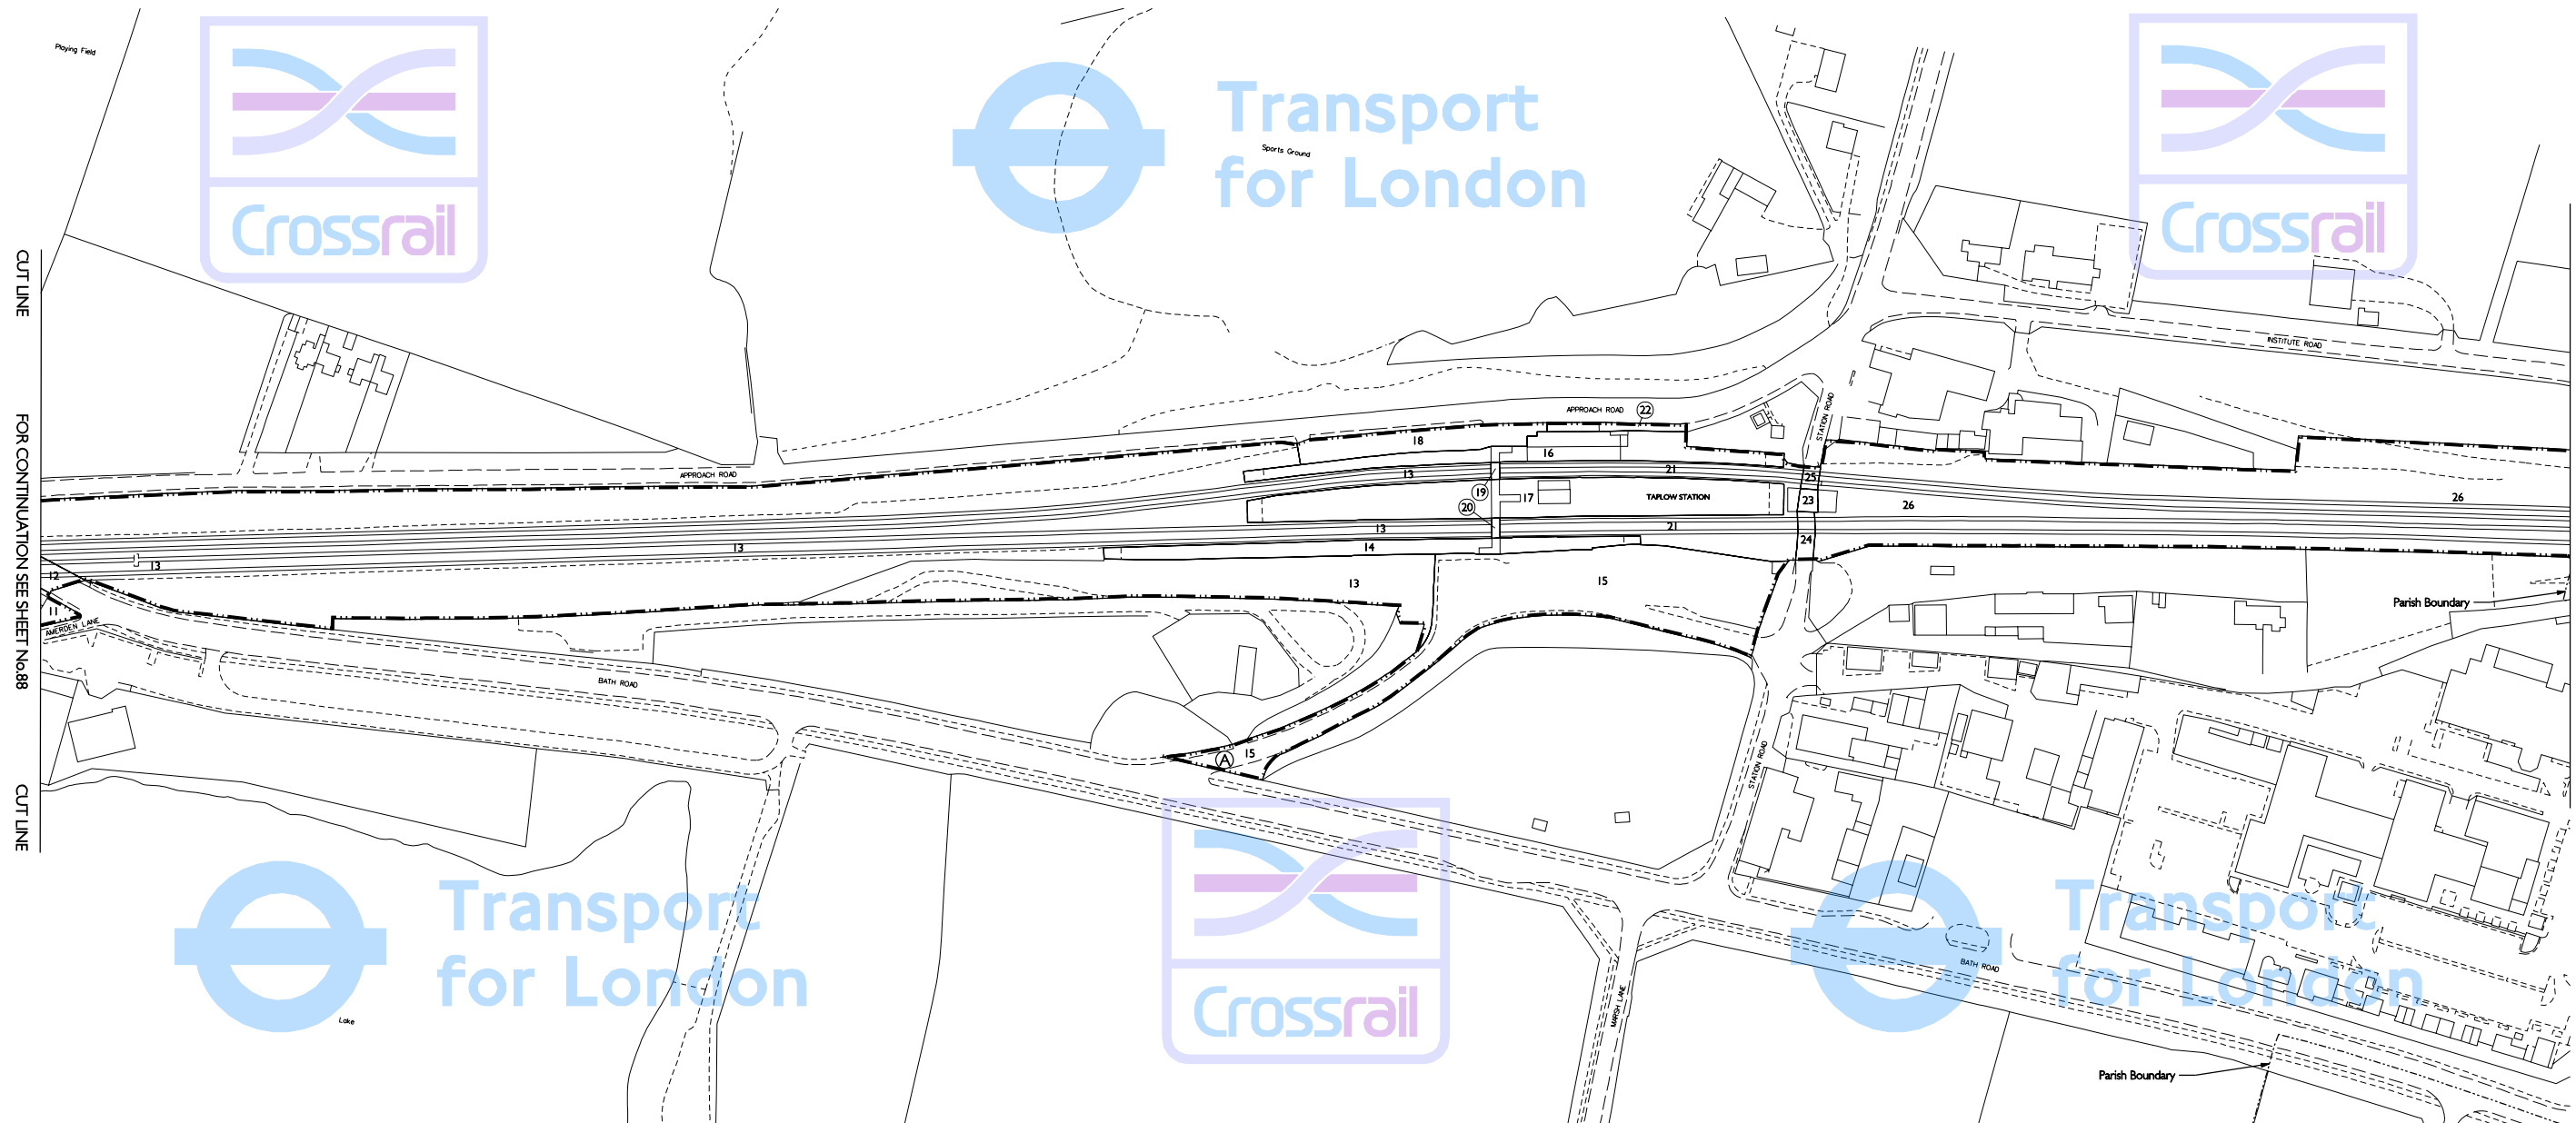 Playing Field
Crossrail
Transport
for London
Sports Ground
Crossrail
CUT LINE
FOR CONTINUATION SEE SHEET No.88
CUT LINE
INSTITUTE ROAD
STATION ROAD
APPROACH ROAD
22
18
16
APPROACH ROAD
13
21
25
19
17
TAPLOW STATION
23
26
26
20
13
21
13
14
24
13
12
13
15
11
AMERDEN LANE
Parish Boundary
BATH ROAD
A
15
STATION ROAD
Transport
for London
Crossrail
Transport
for London
BATH ROAD
MARSH LANE
Lake
Parish Boundary